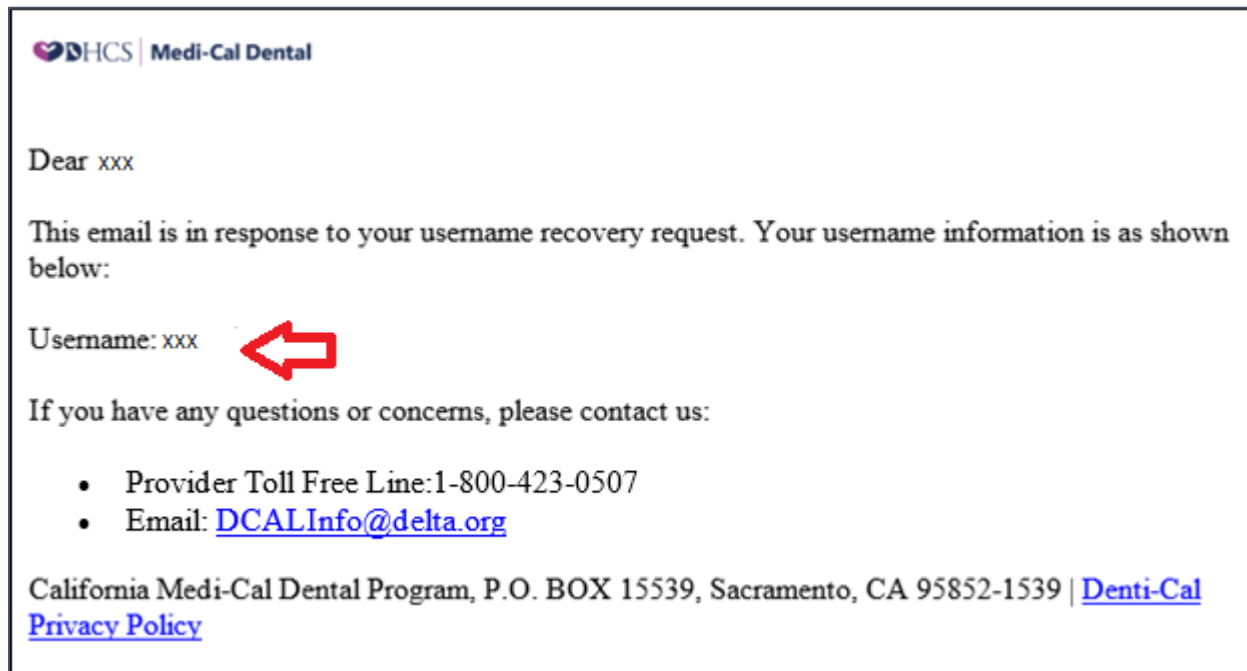 DHCS | Medi-Cal Dental
Dear xxx
This email is in response to your username recovery request. Your username information is as shown
below:
Username: xxx
If you have any questions or concerns, please contact us:
• Provider Toll Free Line:1-800-423-0507
• Email: DCALInfo@delta.org
California Medi-Cal Dental Program, P.O. BOX 15539, Sacramento, CA 95852-1539 | Denti-Cal
Privacy Policy